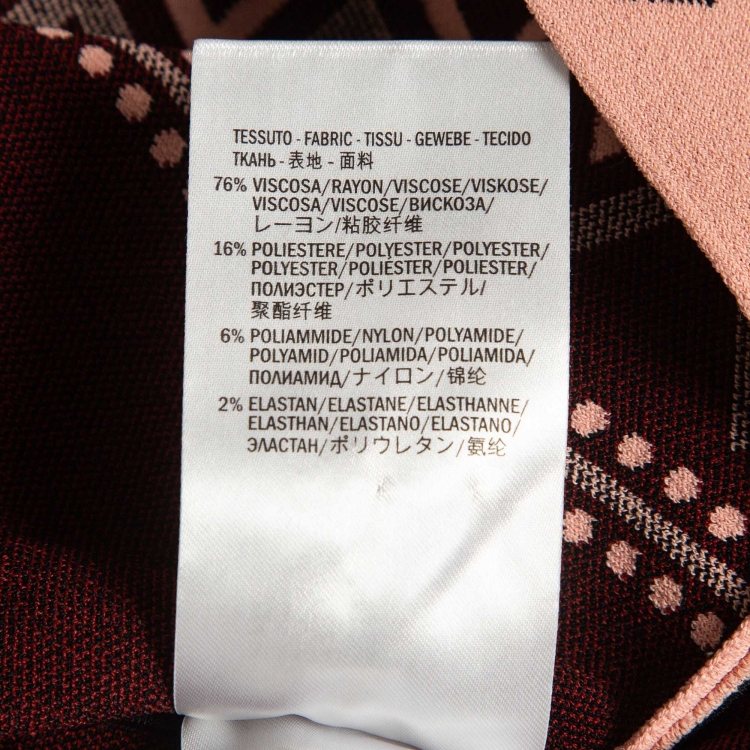 TESSUTO - FABRIC - TISSU - GEWEBE - TECIDO
ТКАНЬ - 表地 - 面料
76% VISCOSA/RAYON/VISCOSE/VISKOSE/
VISCOSA/VISCOSE/ВИСКОЗА/
レーヨン/粘胶纤维
16% POLIESTERE/POLYESTER/POLYESTER/
POLYESTER/POLIÉSTER/POLIESTER/
ПОЛИЭСТЕР/ポリエステル/
聚酯纤维
6% POLIAMMIDE/NYLON/POLYAMIDE/
POLYAMID/POLIAMIDA/POLIAMIDA/
ПОЛИАМИД/ナイロン/锦纶
2% ELASTAN/ELASTANE/ELASTHANNE/
ELASTHAN/ELASTANO/ELASTANO/
ЭЛАСТАН/ポリウレタン/氨纶